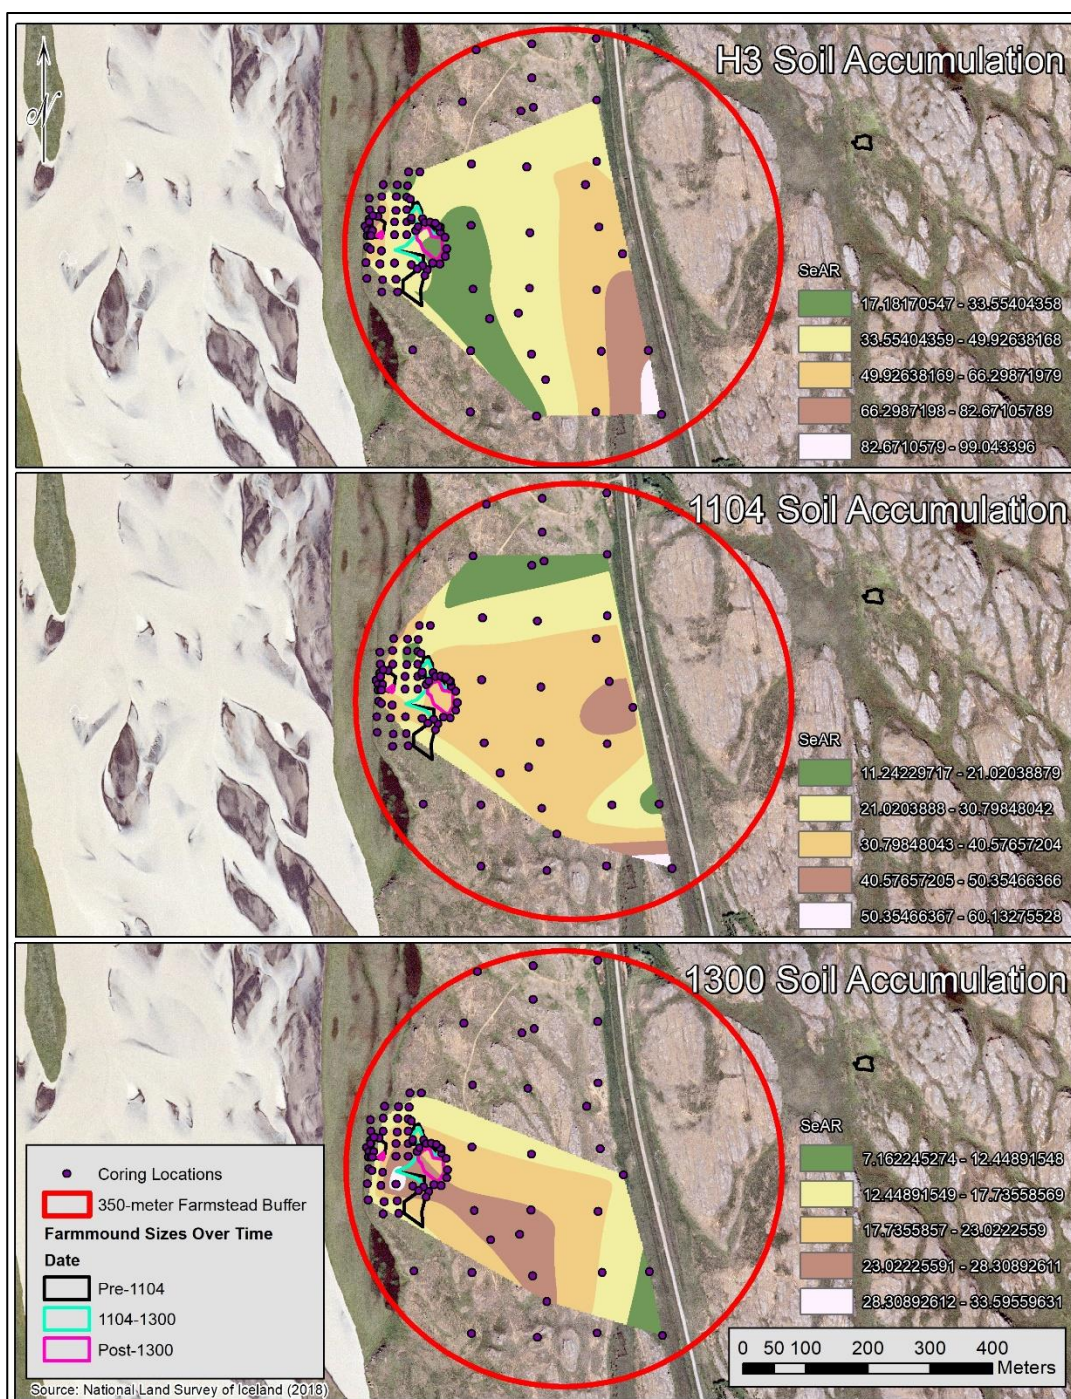 H3 Soil Accumulation
N
SeAR
17.18170547 - 33.55404358
33.55404359 - 49.92638168
49.92638169 - 66.29871979
66.2987198 - 82.67105789
82.6710579 - 99.043396
1104 Soil Accumulation
SeAR
11.24229717 - 21.02038879
21.0203888 - 30.79848042
30.79848043 - 40.57657204
40.57657205 - 50.35466366
50.35466367 - 60.13275528
1300 Soil Accumulation
SeAR
7.162245274 - 12.44891548
12.44891549 - 17.73558569
17.7355857 - 23.0222559
23.02225591 - 28.30892611
28.30892612 - 33.59559631
Coring Locations
350-meter Farmstead Buffer
Farmmound Sizes Over Time
Date
Pre-1104
1104-1300
Post-1300
Source: National Land Survey of Iceland (2018)
0 50 100 200 300 400
Meters